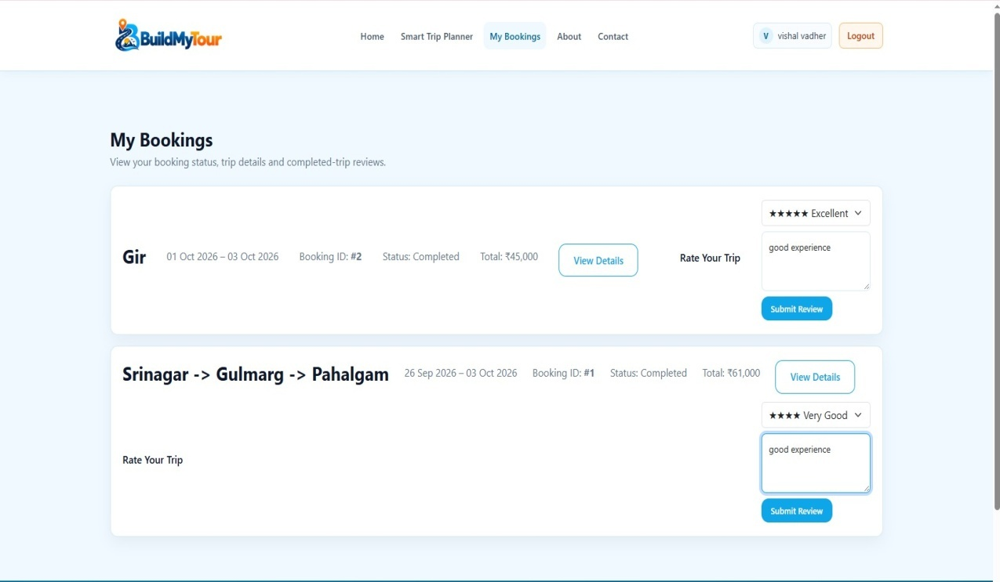 BuildMyTour
Home Smart Trip Planner My Bookings About Contact
V vishal vadher Logout
My Bookings
View your booking status, trip details and completed-trip reviews.
★★★★★ Excellent
Gir 01 Oct 2026 – 03 Oct 2026 Booking ID: #2 Status: Completed Total: ₹45,000 View Details Rate Your Trip
good experience
Submit Review
Srinagar -> Gulmarg -> Pahalgam 26 Sep 2026 – 03 Oct 2026 Booking ID: #1 Status: Completed Total: ₹61,000 View Details
★★★★ Very Good
Rate Your Trip
good experience
Submit Review